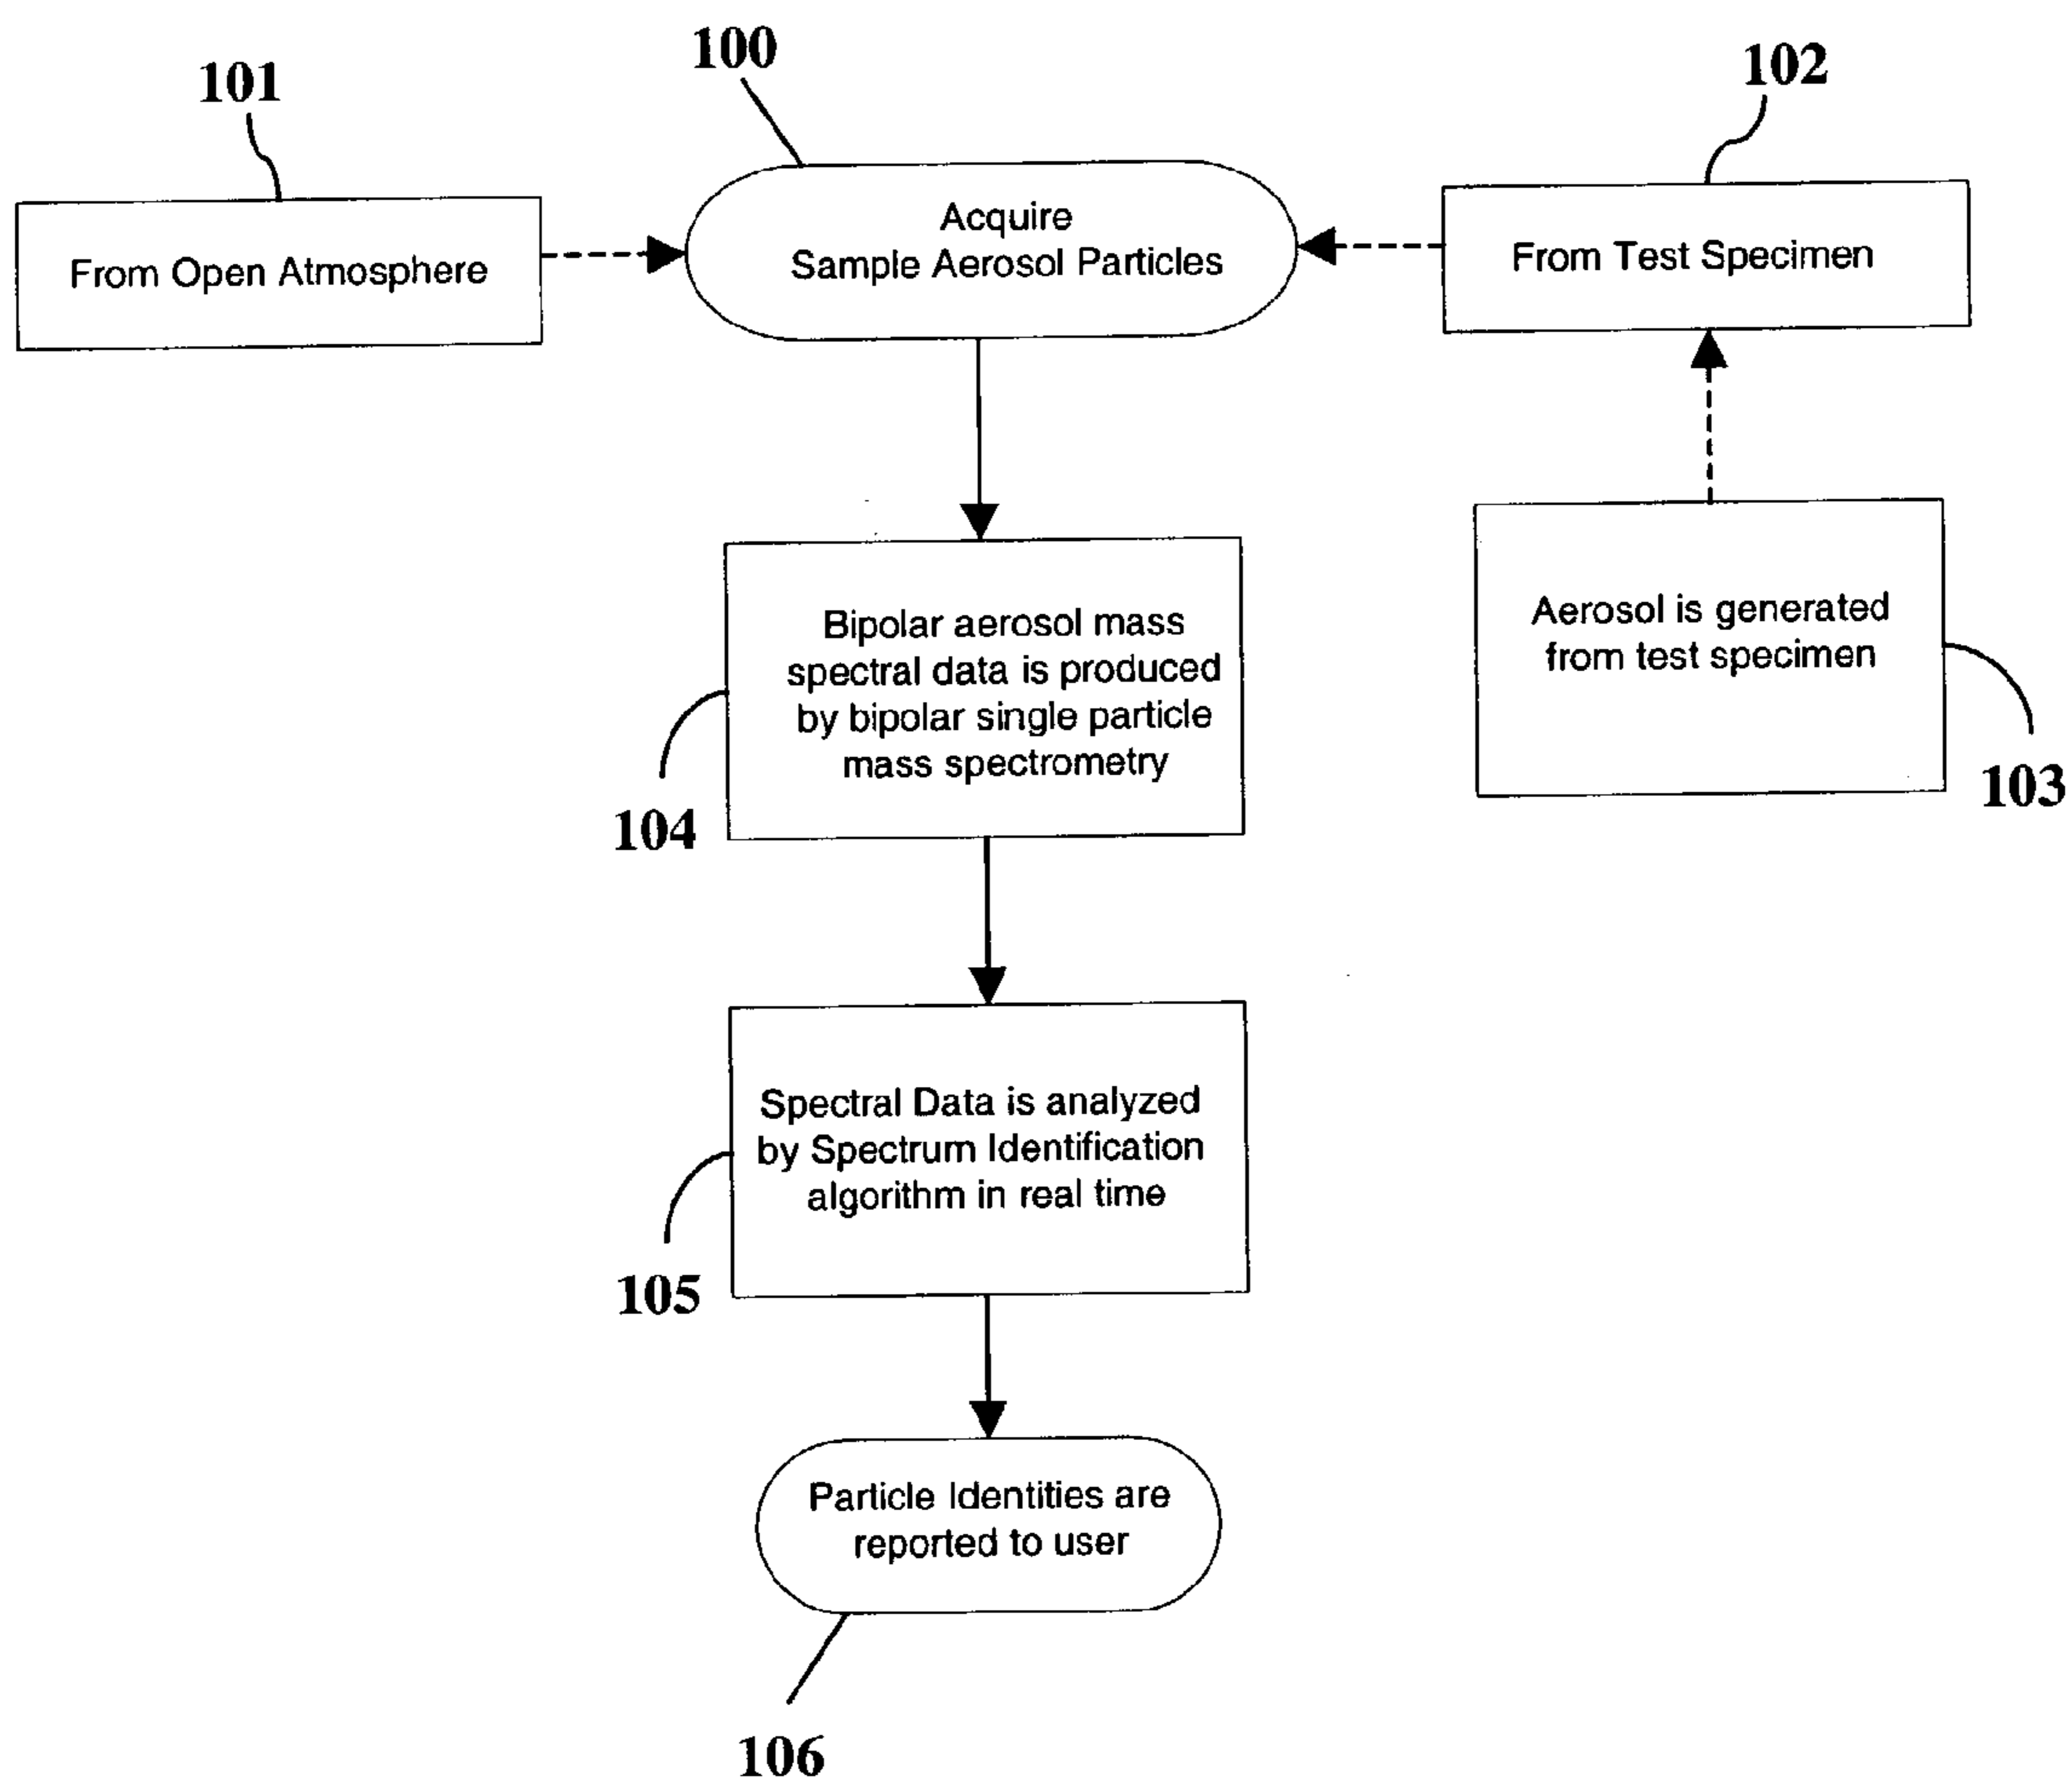 100
101
102
From Open Atmosphere
Acquire
Sample Aerosol Particles
From Test Specimen
Bipolar aerosol mass
spectral data is produced
by bipolar single particle
mass spectrometry
104
Aerosol is generated
from test specimen
103
Spectral Data is analyzed
by Spectrum Identification
algorithm in real time
105
Particle Identities are
reported to user
106